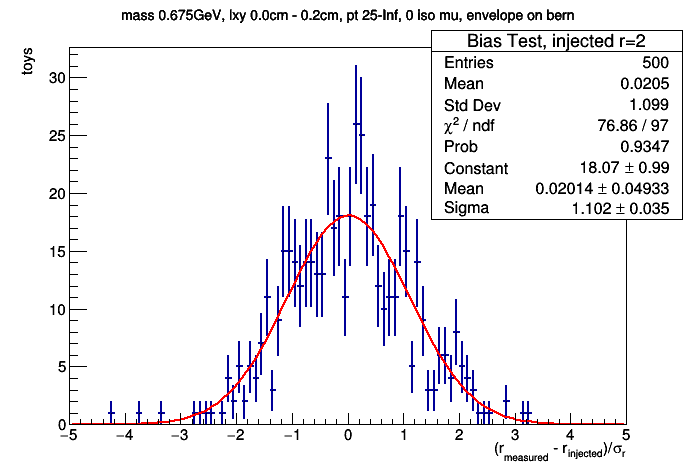 mass 0.675GeV, lxy 0.0cm - 0.2cm, pt 25-Inf, 0 Iso mu, envelope on bern
Bias Test, injected r=2
Entries 500
Mean 0.0205
Std Dev 1.099
χ² / ndf 76.86 / 97
Prob 0.9347
Constant 18.07 ± 0.99
Mean 0.02014 ± 0.04933
Sigma 1.102 ± 0.035
toys
30
25
20
15
10
5
0
−5 −4 −3 −2 −1 0 1 2 3 4 5
(r_measured - r_injected)/σ_r